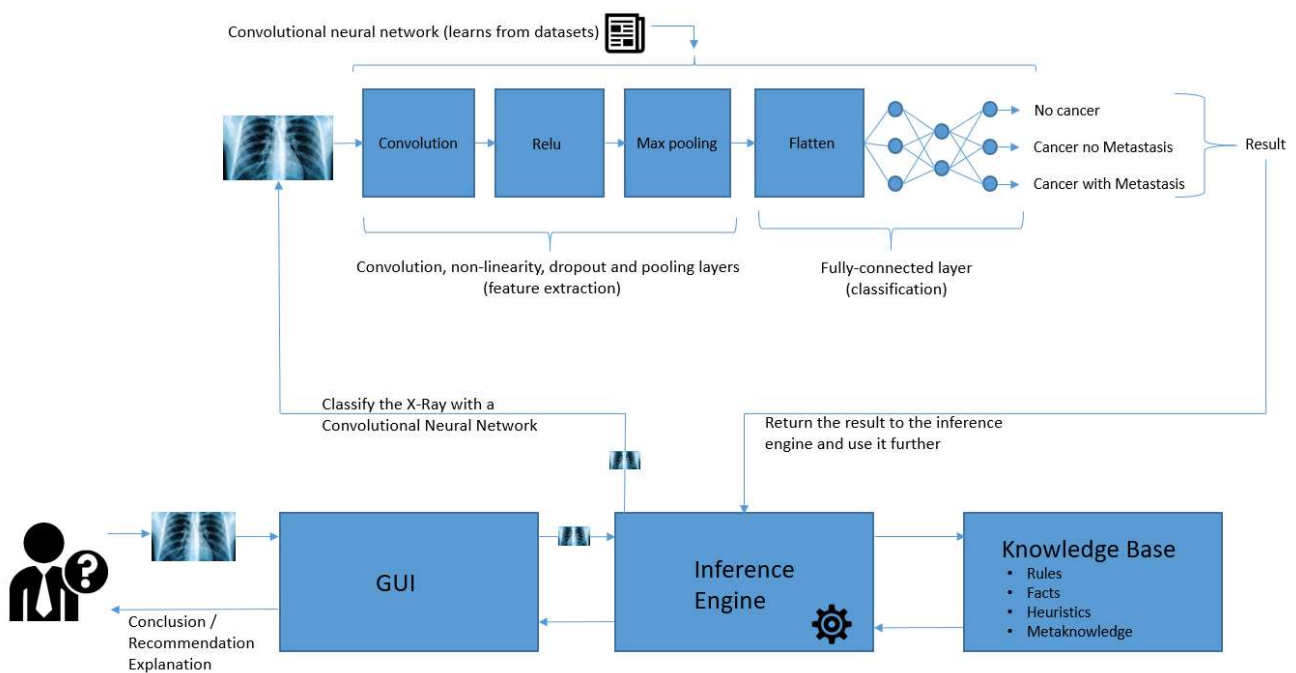 Convolutional neural network (learns from datasets)
Convolution
Relu
Max pooling
Flatten
No cancer
Cancer no Metastasis
Cancer with Metastasis
Result
Convolution, non-linearity, dropout and pooling layers
(feature extraction)
Fully-connected layer
(classification)
Classify the X-Ray with a
Convolutional Neural Network
Return the result to the inference
engine and use it further
?
GUI
Inference
Engine
Knowledge Base
• Rules
• Facts
• Heuristics
• Metaknowledge
Conclusion /
Recommendation
Explanation